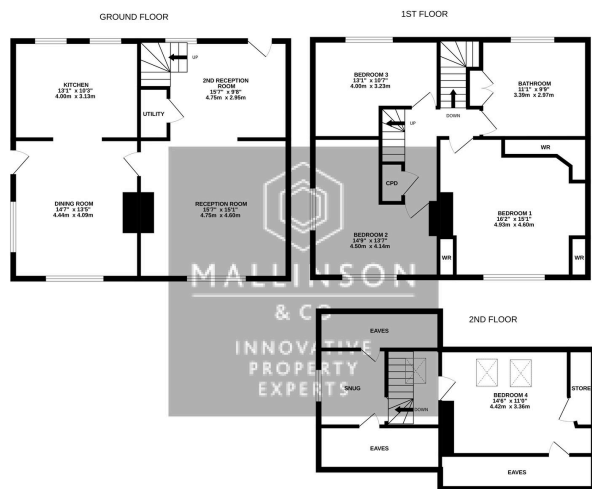 GROUND FLOOR
KITCHEN
13'1" x 10'3"
4.00m x 3.13m
UP
2ND RECEPTION
ROOM
15'7" x 9'8"
4.75m x 2.95m
UTILITY
DINING ROOM
14'7" x 13'5"
4.44m x 4.09m
RECEPTION ROOM
15'7" x 15'1"
4.75m x 4.60m
1ST FLOOR
BEDROOM 3
13'1" x 10'7"
4.00m x 3.23m
BATHROOM
11'1" x 9'9"
3.39m x 2.97m
DOWN
UP
WR
CPD
BEDROOM 1
16'2" x 15'1"
4.93m x 4.60m
BEDROOM 2
14'9" x 13'7"
4.50m x 4.14m
WR
WR
MALLINSON
& CO
INNOVATIVE
PROPERTY
EXPERTS
2ND FLOOR
EAVES
SNUG
DOWN
BEDROOM 4
14'6" x 11'0"
4.42m x 3.36m
STORE
EAVES
EAVES